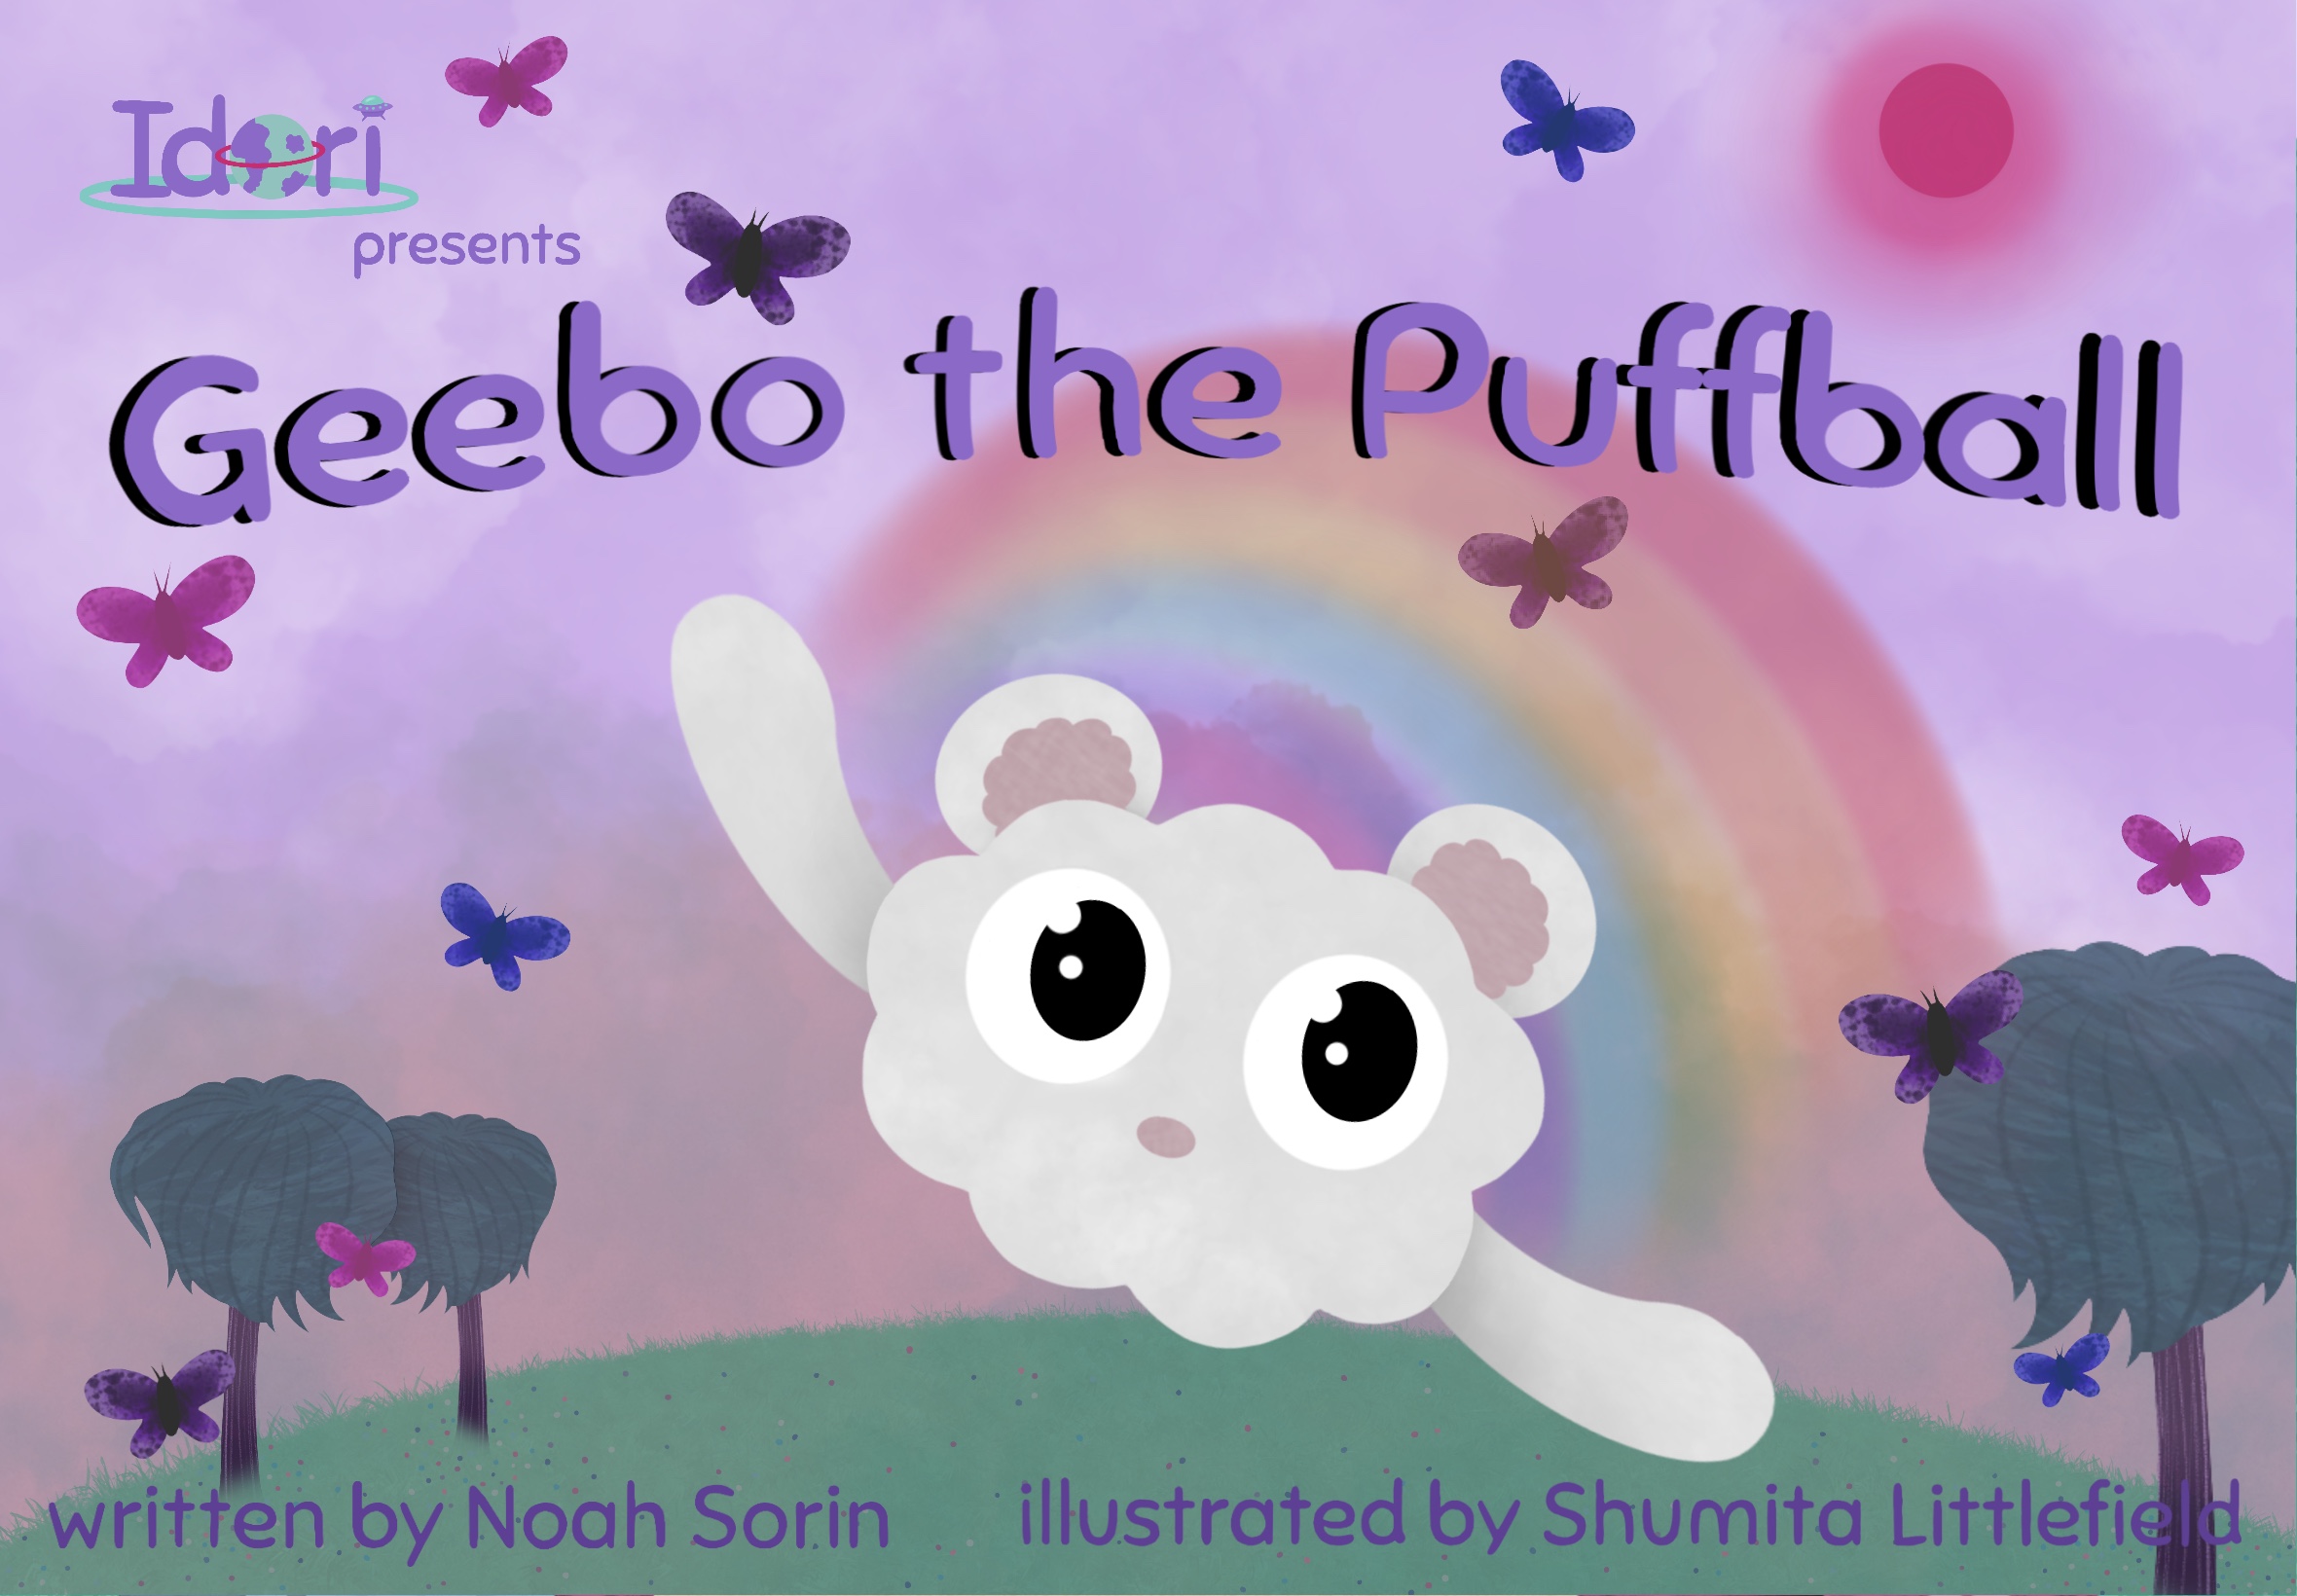 Idori
presents
Geebo the Puffball
written by Noah Sorin
illustrated by Shumita Littlefield